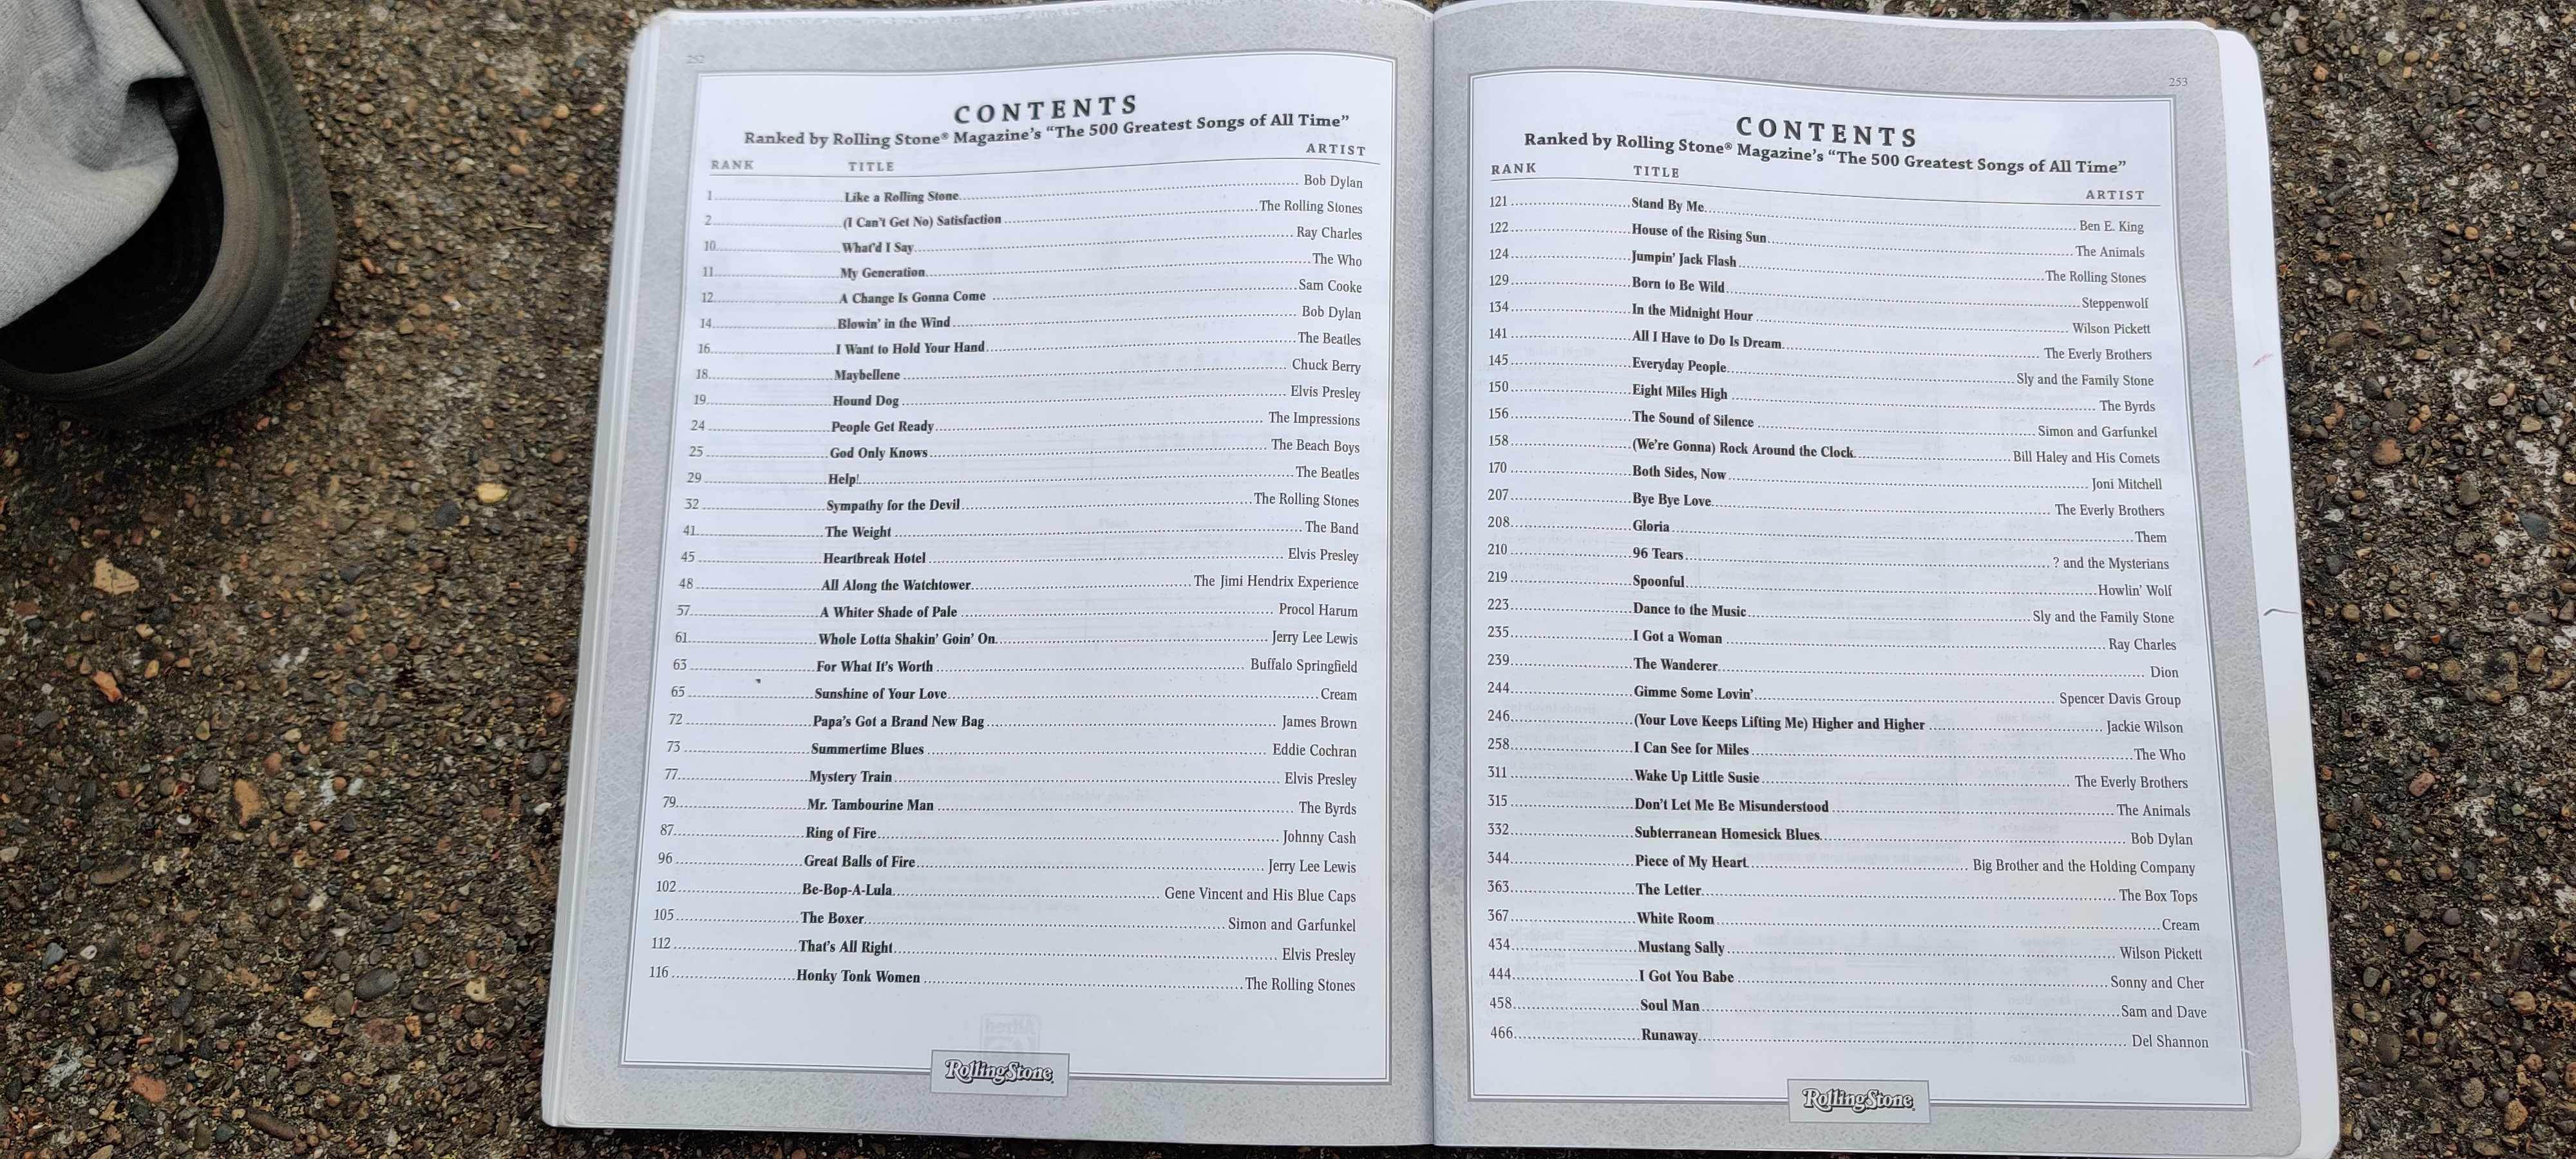 252
CONTENTS
Ranked by Rolling Stone® Magazine's "The 500 Greatest Songs of All Time"
RANK TITLE ARTIST
1 Like a Rolling Stone Bob Dylan
2 (I Can't Get No) Satisfaction The Rolling Stones
10 What'd I Say Ray Charles
11 My Generation The Who
12 A Change Is Gonna Come Sam Cooke
14 Blowin' in the Wind Bob Dylan
16 I Want to Hold Your Hand The Beatles
18 Maybellene Chuck Berry
19 Hound Dog Elvis Presley
24 People Get Ready The Impressions
25 God Only Knows The Beach Boys
29 Help! The Beatles
32 Sympathy for the Devil The Rolling Stones
41 The Weight The Band
45 Heartbreak Hotel Elvis Presley
48 All Along the Watchtower The Jimi Hendrix Experience
57 A Whiter Shade of Pale Procol Harum
61 Whole Lotta Shakin' Goin' On Jerry Lee Lewis
63 For What It's Worth Buffalo Springfield
65 Sunshine of Your Love Cream
72 Papa's Got a Brand New Bag James Brown
73 Summertime Blues Eddie Cochran
77 Mystery Train Elvis Presley
79 Mr. Tambourine Man The Byrds
87 Ring of Fire Johnny Cash
96 Great Balls of Fire Jerry Lee Lewis
102 Be-Bop-A-Lula Gene Vincent and His Blue Caps
105 The Boxer Simon and Garfunkel
112 That's All Right Elvis Presley
116 Honky Tonk Women The Rolling Stones
RollingStone
253
CONTENTS
Ranked by Rolling Stone® Magazine's "The 500 Greatest Songs of All Time"
RANK TITLE ARTIST
121 Stand By Me Ben E. King
122 House of the Rising Sun The Animals
124 Jumpin' Jack Flash The Rolling Stones
129 Born to Be Wild Steppenwolf
134 In the Midnight Hour Wilson Pickett
141 All I Have to Do Is Dream The Everly Brothers
145 Everyday People Sly and the Family Stone
150 Eight Miles High The Byrds
156 The Sound of Silence Simon and Garfunkel
158 (We're Gonna) Rock Around the Clock Bill Haley and His Comets
170 Both Sides, Now Joni Mitchell
207 Bye Bye Love The Everly Brothers
208 Gloria Them
210 96 Tears ? and the Mysterians
219 Spoonful Howlin' Wolf
223 Dance to the Music Sly and the Family Stone
235 I Got a Woman Ray Charles
239 The Wanderer Dion
244 Gimme Some Lovin' Spencer Davis Group
246 (Your Love Keeps Lifting Me) Higher and Higher Jackie Wilson
258 I Can See for Miles The Who
311 Wake Up Little Susie The Everly Brothers
315 Don't Let Me Be Misunderstood The Animals
332 Subterranean Homesick Blues Bob Dylan
344 Piece of My Heart Big Brother and the Holding Company
363 The Letter The Box Tops
367 White Room Cream
434 Mustang Sally Wilson Pickett
444 I Got You Babe Sonny and Cher
458 Soul Man Sam and Dave
466 Runaway Del Shannon
RollingStone